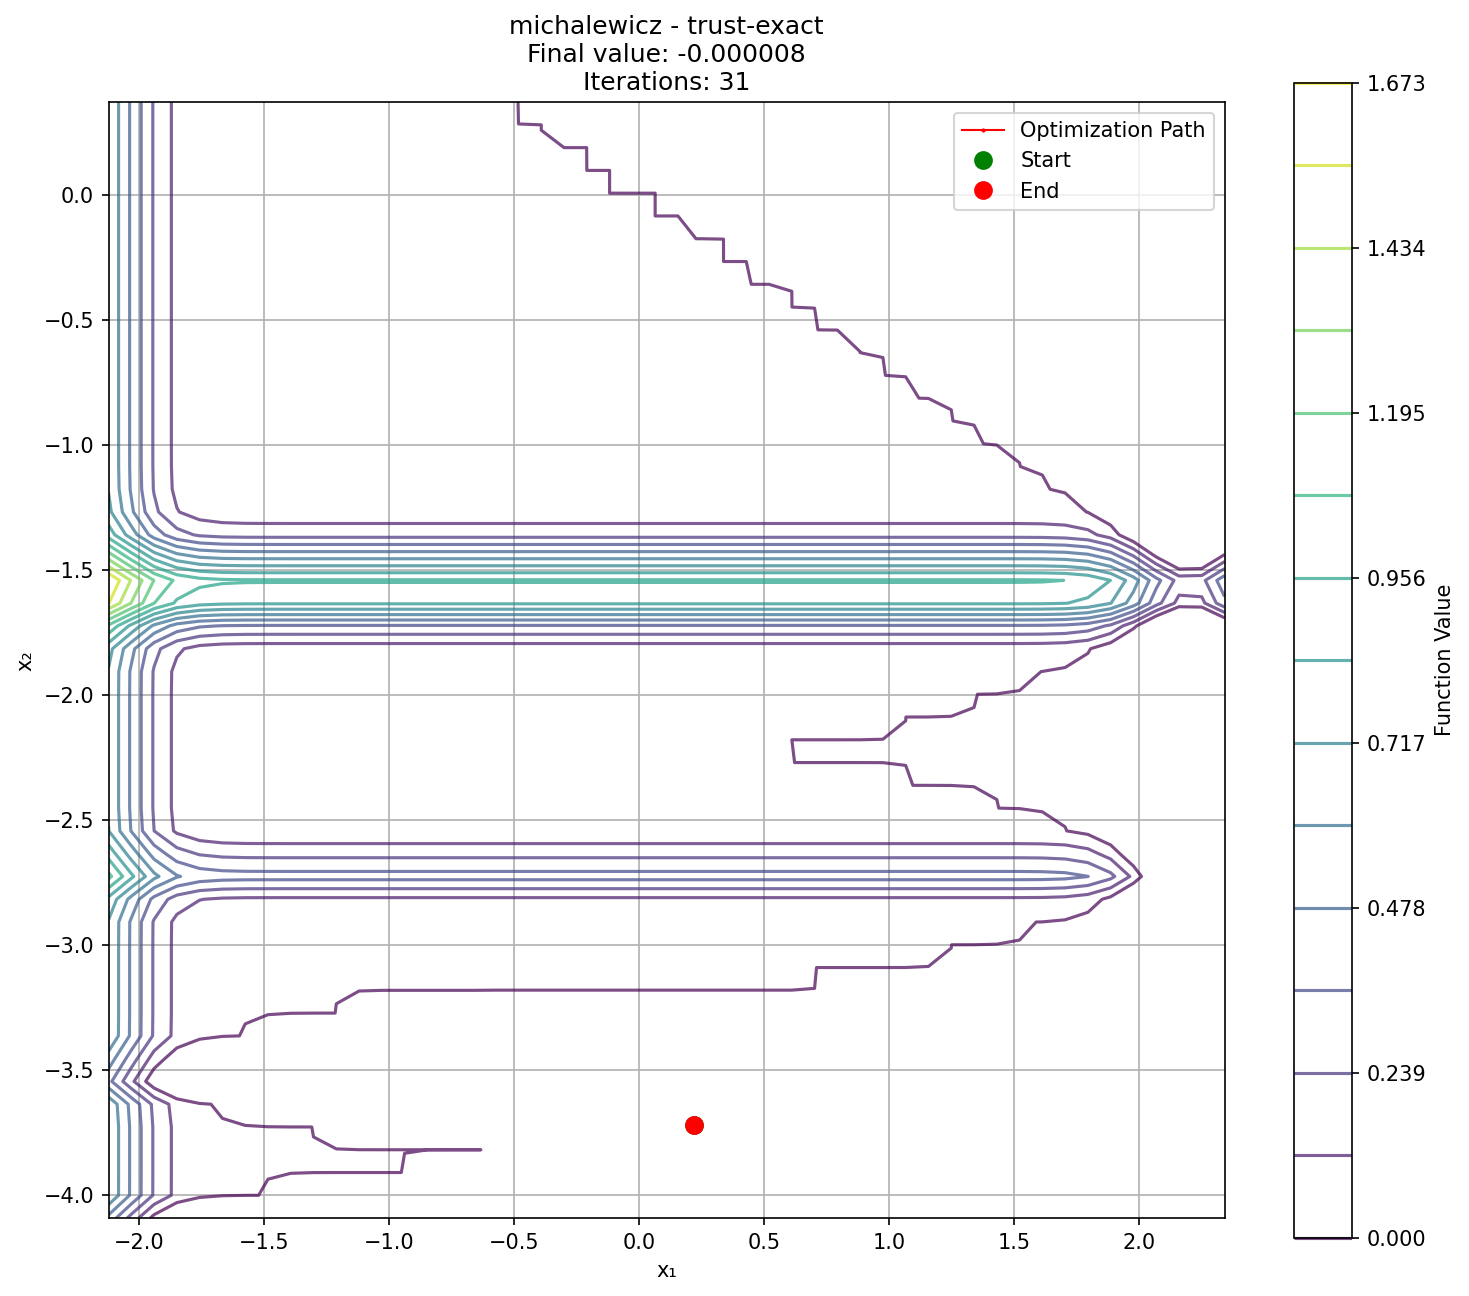 michalewicz - trust-exact
Final value: -0.000008
Iterations: 31
Optimization Path
Start
End
0.0
−0.5
−1.0
−1.5
−2.0
−2.5
−3.0
−3.5
−4.0
x₂
−2.0
−1.5
−1.0
−0.5
0.0
0.5
1.0
1.5
2.0
x₁
1.673
1.434
1.195
0.956
0.717
0.478
0.239
0.000
Function Value